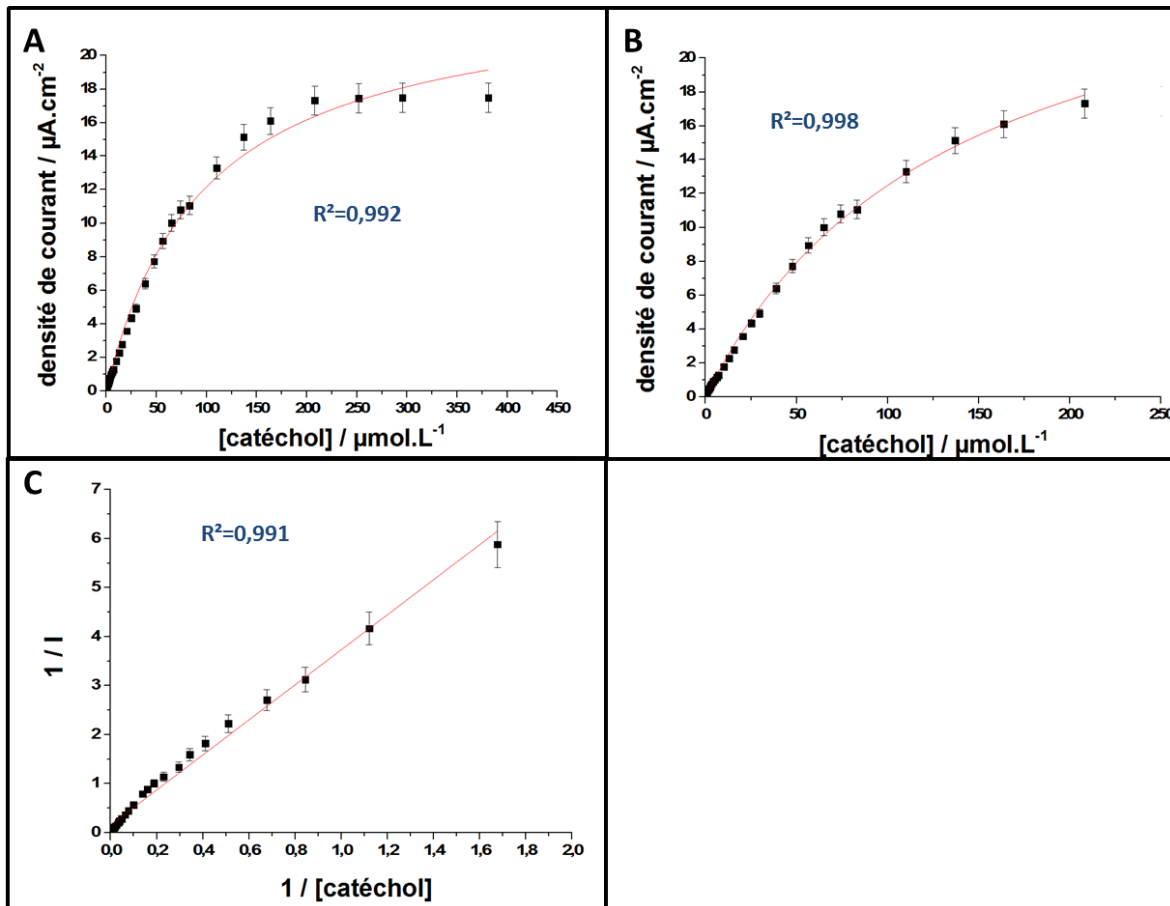 A
densité de courant / µA.cm⁻²
20
18
16
14
12
10
8
6
4
2
0
R²=0,992
0 50 100 150 200 250 300 350 400 450
[catéchol] / µmol.L⁻¹
B
densité de courant / µA.cm⁻²
20
18
16
14
12
10
8
6
4
2
0
R²=0,998
0 50 100 150 200 250
[catéchol] / µmol.L⁻¹
C
1 / I
7
6
5
4
3
2
1
0
R²=0,991
0,0 0,2 0,4 0,6 0,8 1,0 1,2 1,4 1,6 1,8 2,0
1 / [catéchol]